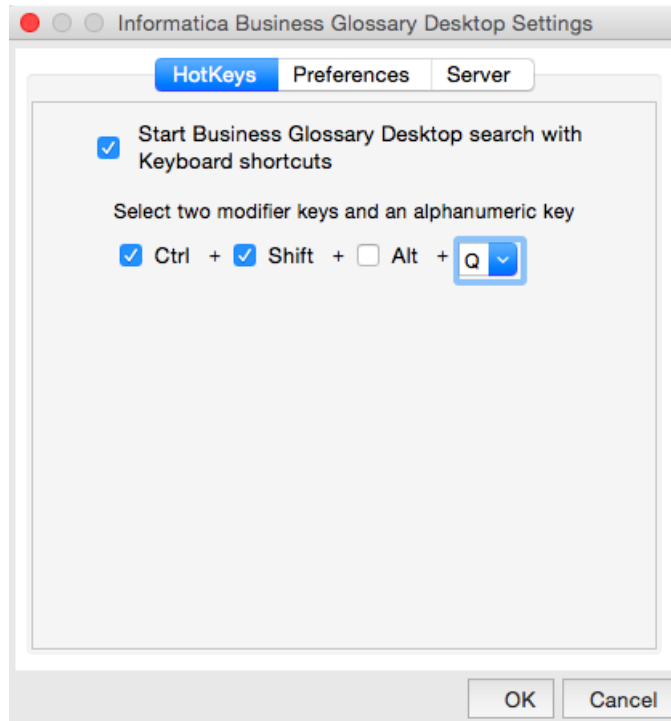 Informatica Business Glossary Desktop Settings
HotKeys Preferences Server
Start Business Glossary Desktop search with
Keyboard shortcuts
Select two modifier keys and an alphanumeric key
Ctrl + Shift + Alt + Q
OK Cancel